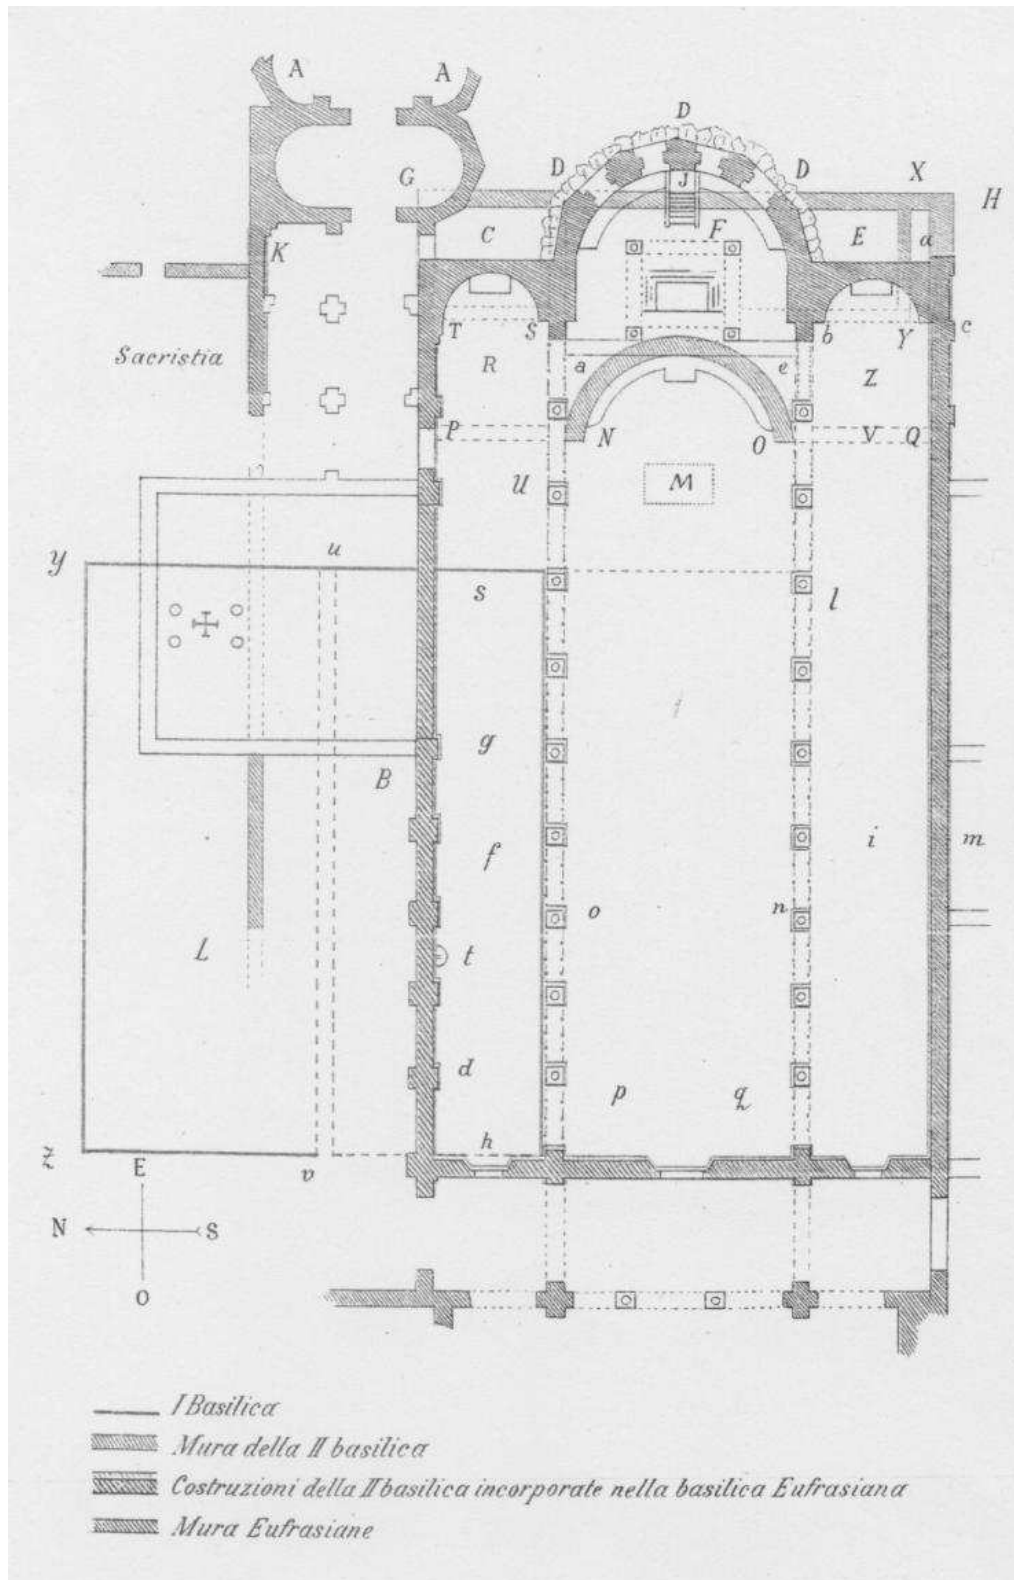 A A
D
D D
G J X H
C F E a
K
T S b Y c
Sacristia R a e Z
P N O V Q
U M
y u
s l
g
B
f i m
o n
L t
d p q
h
z E v
N S
O
I Basilica
Mura della II basilica
Costruzioni della II basilica incorporate nella basilica Eufrasiana
Mura Eufrasiane